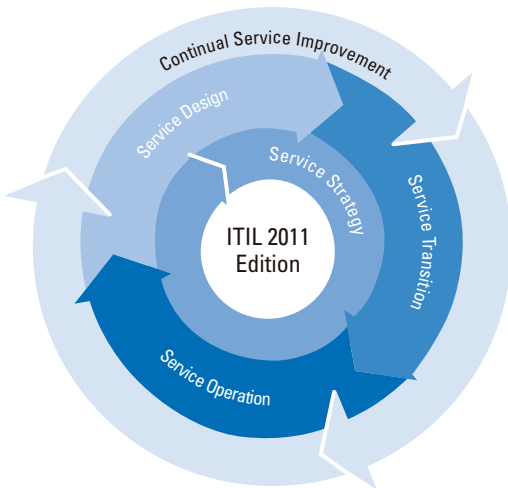 Continual Service Improvement
Service Design
Service Strategy
Service Transition
ITIL 2011
Edition
Service Operation